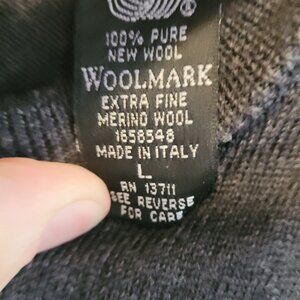 100% PURE
NEW WOOL
WOOLMARK
EXTRA FINE
MERINO WOOL
1658548
MADE IN ITALY
L
RN 13711
SEE REVERSE
FOR CARE